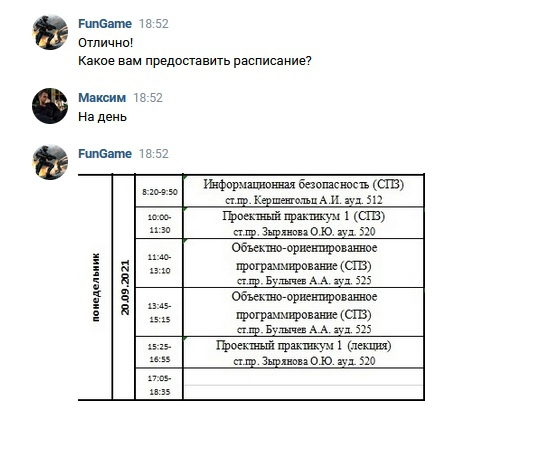 FunGame 18:52
Отлично!
Какое вам предоставить расписание?
Максим 18:52
На день
FunGame 18:52
понедельник
20.09.2021
8:20-9:50
Информационная безопасность (СПЗ)
ст.пр. Кершенгольц А.И. ауд. 512
10:00-
11:30
Проектный практикум 1 (СПЗ)
ст.пр. Зырянова О.Ю. ауд. 520
11:40-
13:10
Объектно-ориентированное
программирование (СПЗ)
ст.пр. Булычев А.А. ауд. 525
13:45-
15:15
Объектно-ориентированное
программирование (СПЗ)
ст.пр. Булычев А.А. ауд. 525
15:25-
16:55
Проектный практикум 1 (лекция)
ст.пр. Зырянова О.Ю. ауд. 520
17:05-
18:35